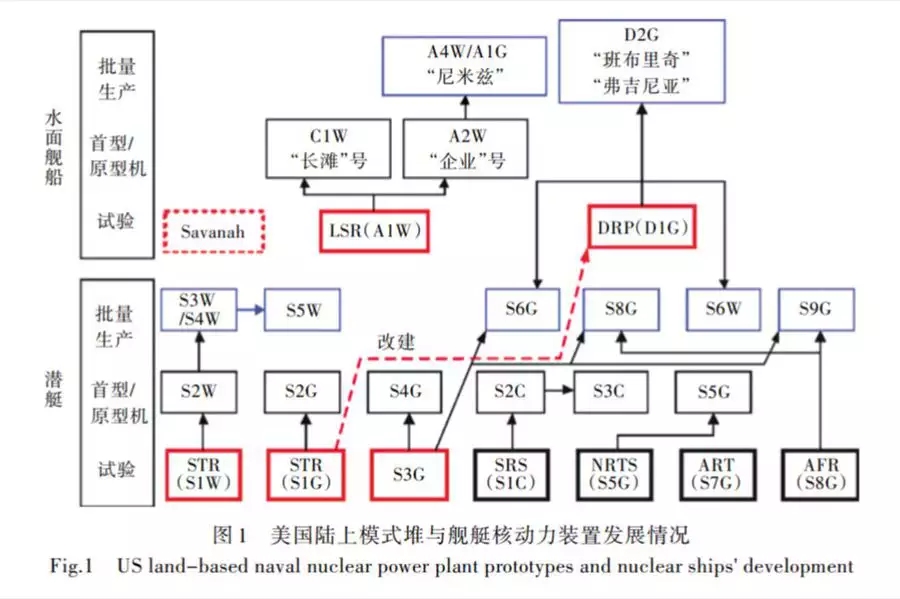 水面舰船
批量
生产
首型/
原型机
试验
A4W/A1G
“尼米兹”
D2G
“班布里奇”
“弗吉尼亚”
C1W
“长滩”号
A2W
“企业”号
Savanah
LSR(A1W)
DRP(D1G)
潜艇
批量
生产
首型/
原型机
试验
S3W
/S4W
S5W
S6G
S8G
S6W
S9G
改建
S2W
S2G
S4G
S2C
S3C
S5G
STR
(S1W)
STR
(S1G)
S3G
SRS
(S1C)
NRTS
(S5G)
ART
(S7G)
AFR
(S8G)
图1 美国陆上模式堆与舰艇核动力装置发展情况
Fig.1 US land-based naval nuclear power plant prototypes and nuclear ships' development